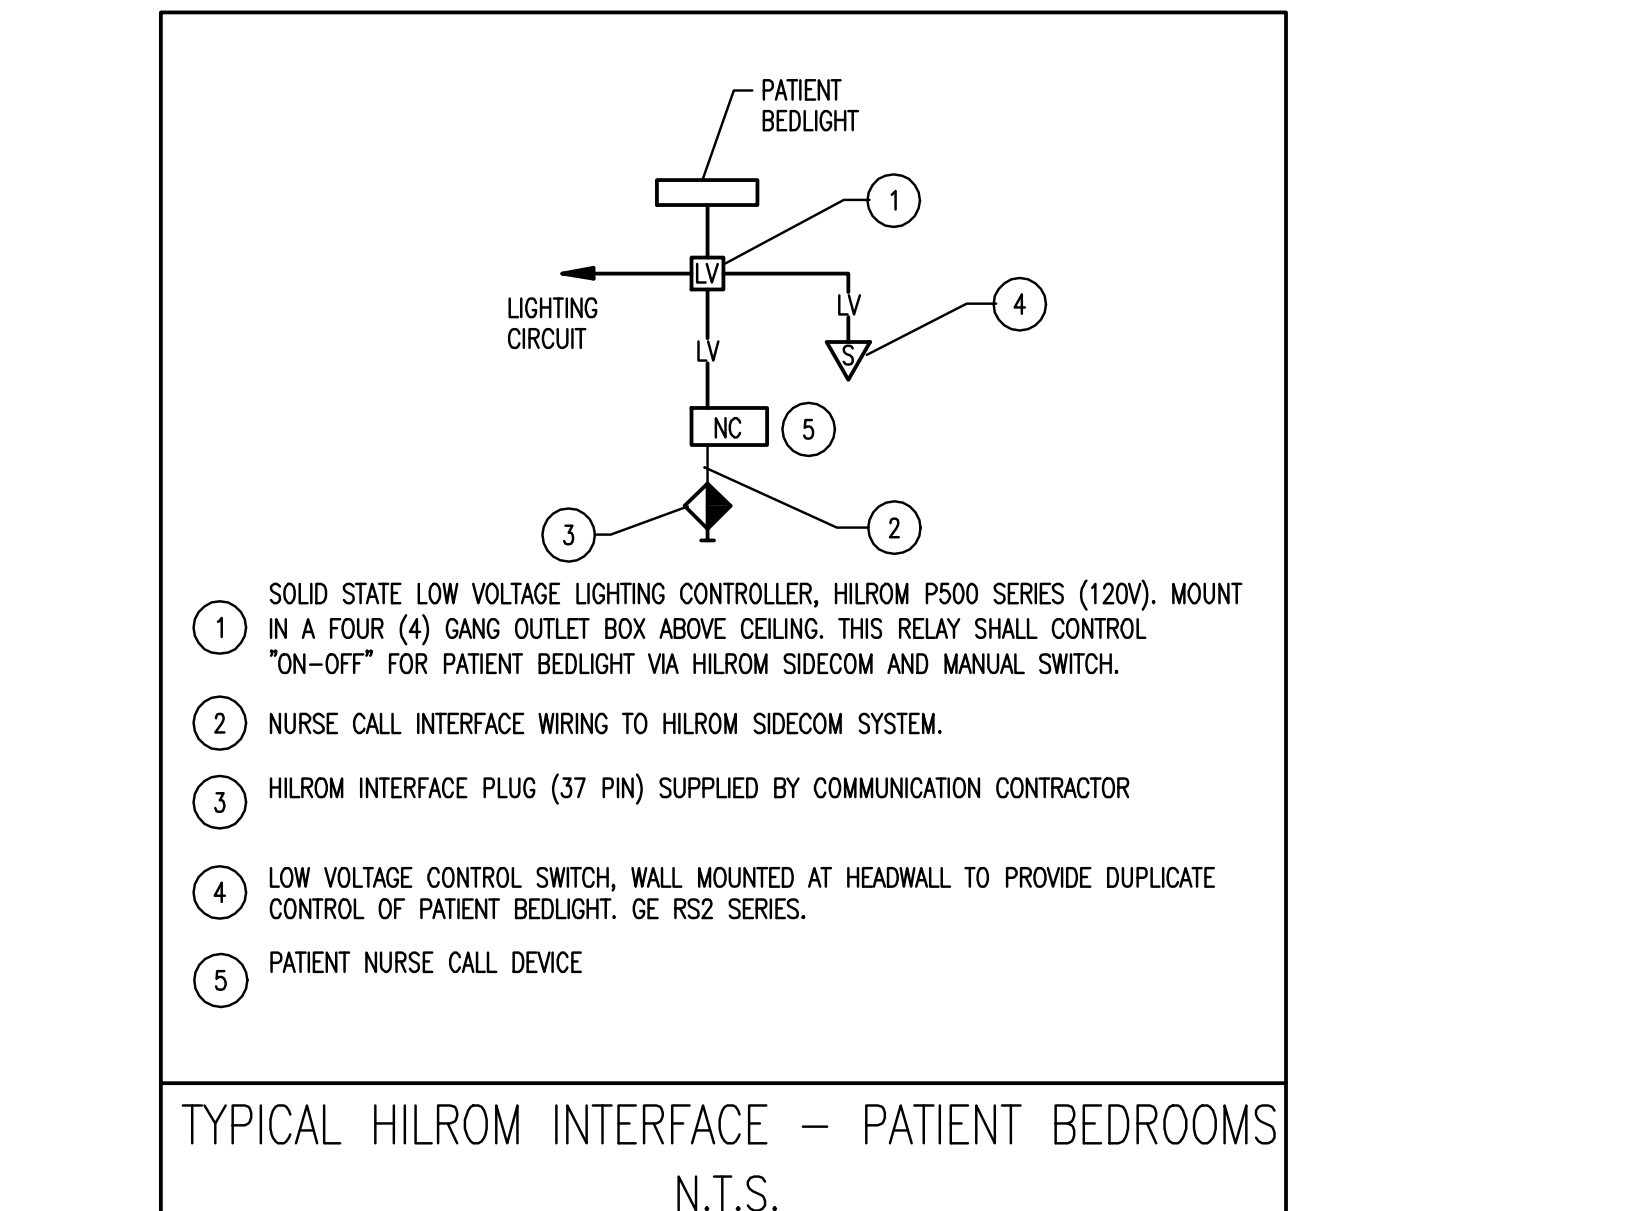 PATIENT
BEDLIGHT
1
LV
LIGHTING
CIRCUIT
LV
4
LV
S
NC
5
3
2
1
SOLID STATE LOW VOLTAGE LIGHTING CONTROLLER, HILROM P500 SERIES (120V). MOUNT
IN A FOUR (4) GANG OUTLET BOX ABOVE CEILING. THIS RELAY SHALL CONTROL
"ON-OFF" FOR PATIENT BEDLIGHT VIA HILROM SIDECOM AND MANUAL SWITCH.
2
NURSE CALL INTERFACE WIRING TO HILROM SIDECOM SYSTEM.
3
HILROM INTERFACE PLUG (37 PIN) SUPPLIED BY COMMUNICATION CONTRACTOR
4
LOW VOLTAGE CONTROL SWITCH, WALL MOUNTED AT HEADWALL TO PROVIDE DUPLICATE
CONTROL OF PATIENT BEDLIGHT. GE RS2 SERIES.
5
PATIENT NURSE CALL DEVICE
TYPICAL HILROM INTERFACE - PATIENT BEDROOMS
N.T.S.